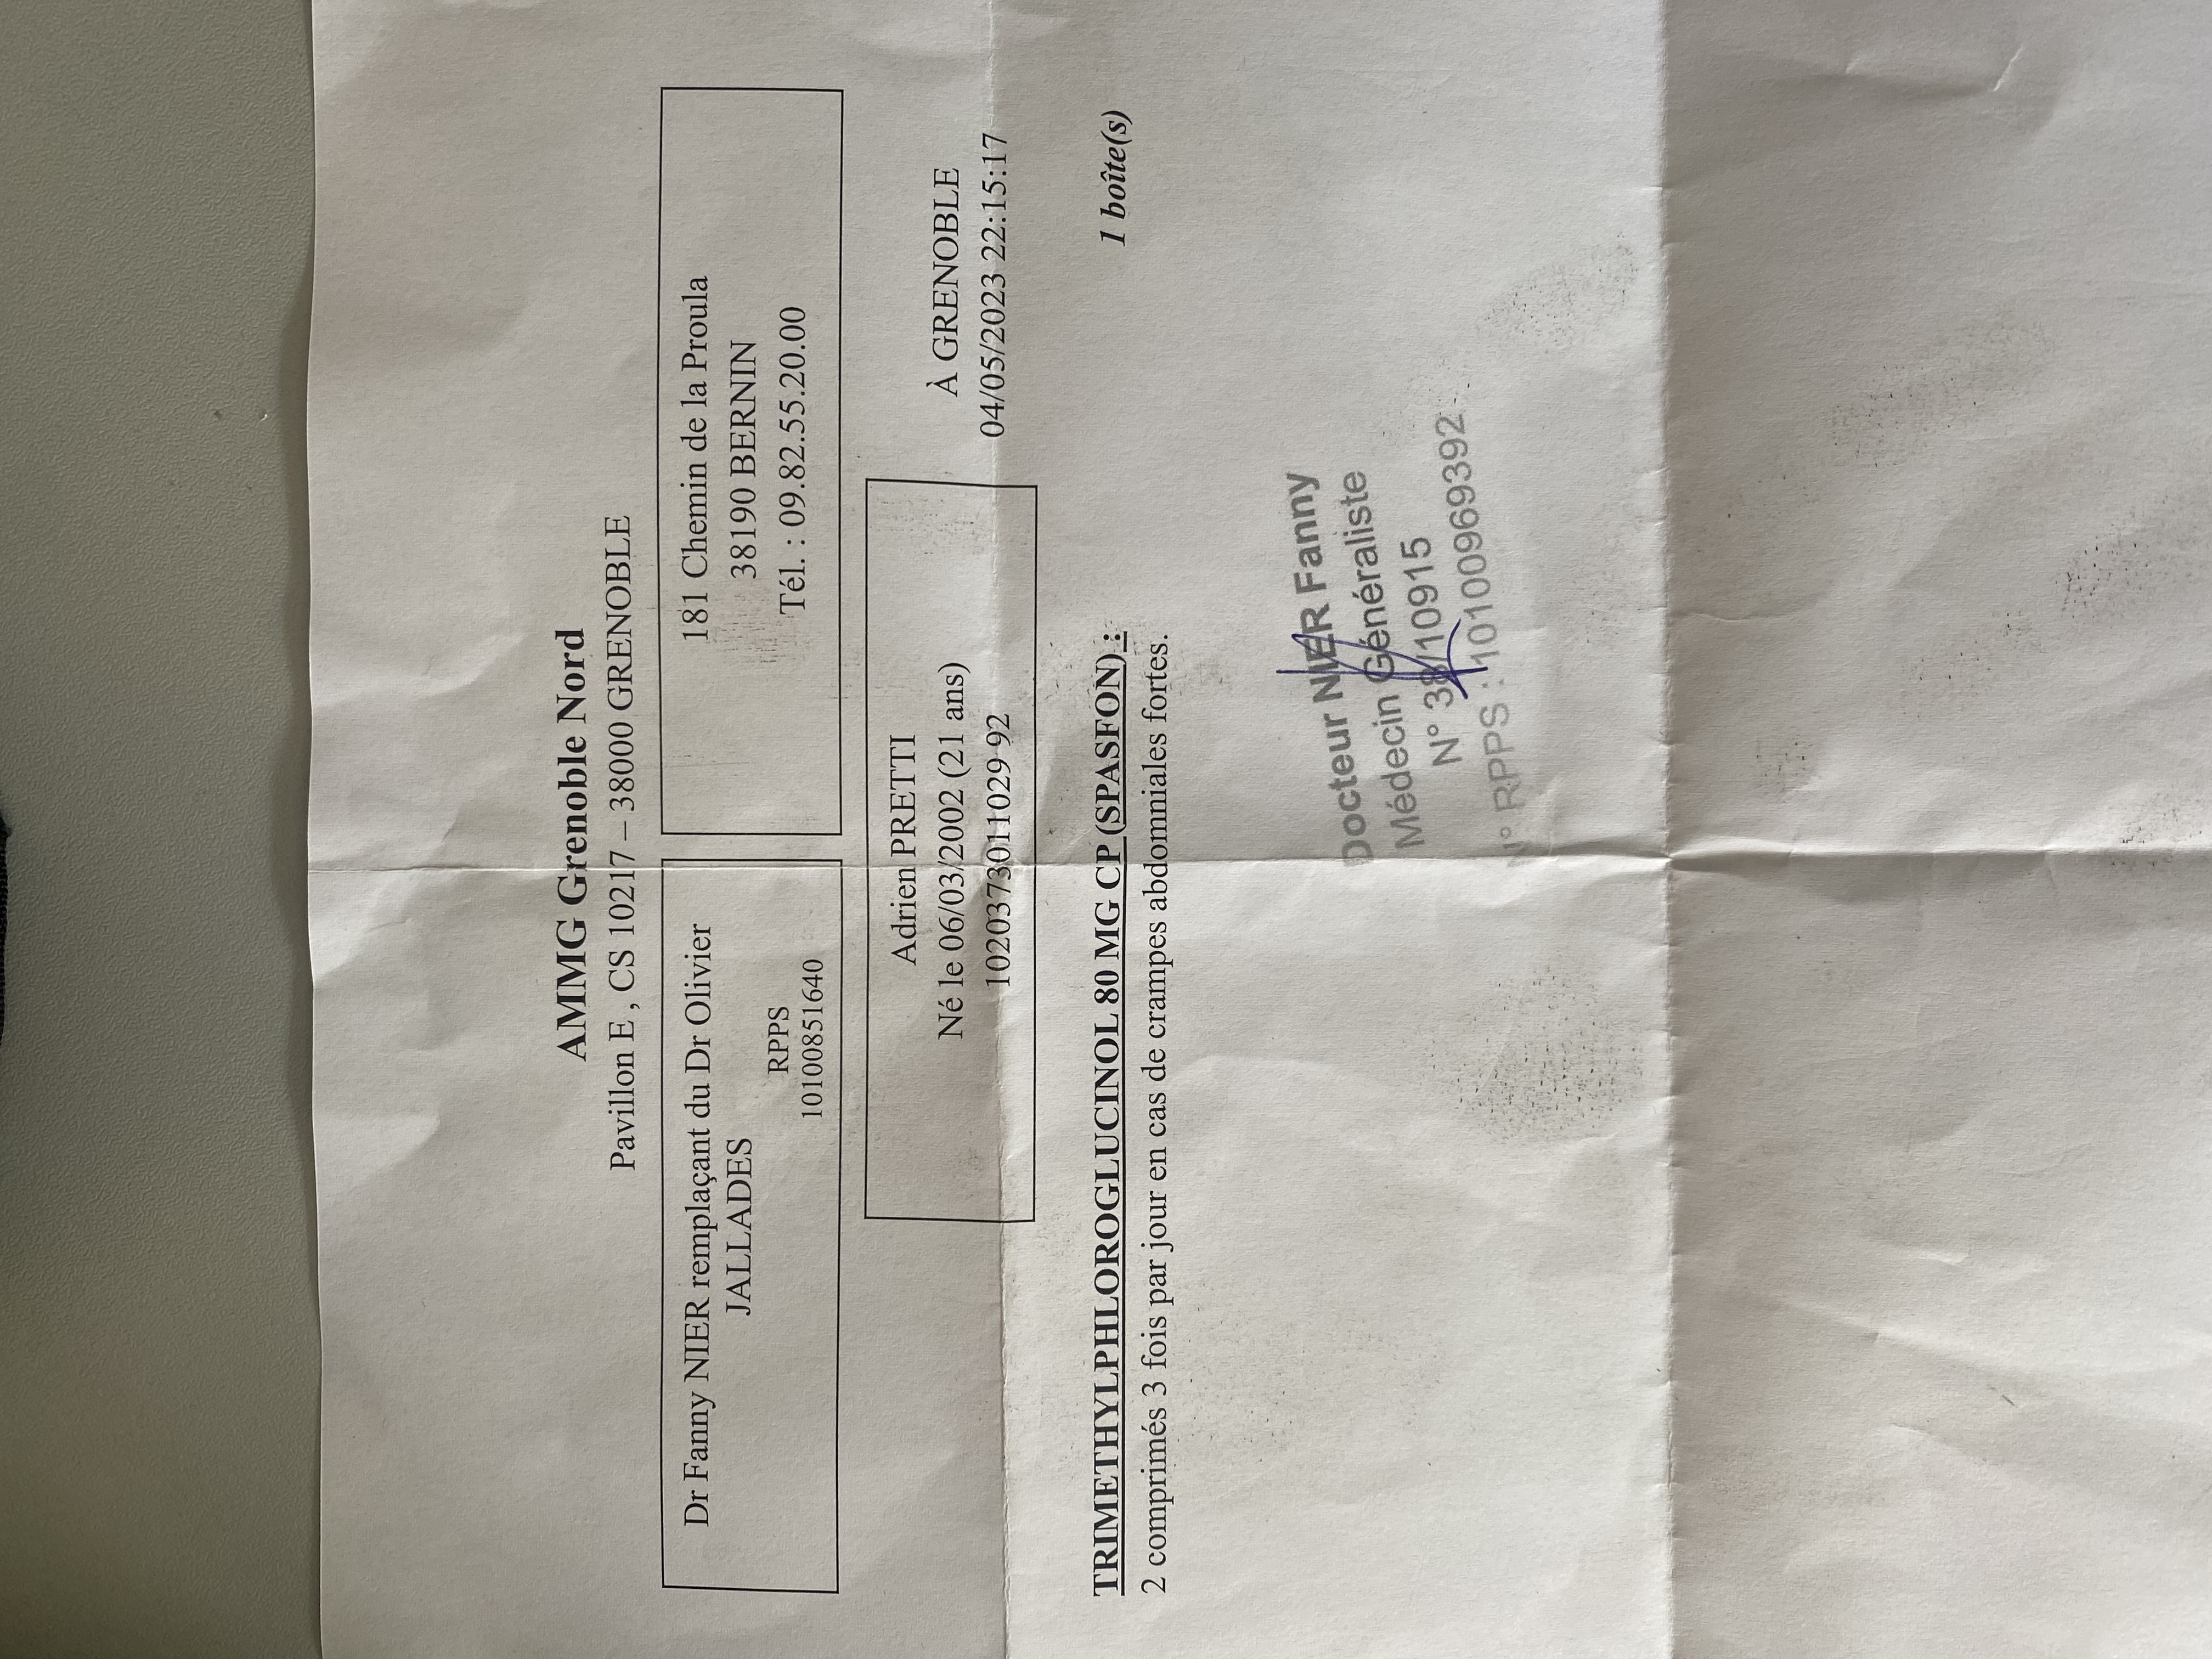 AMMG Grenoble Nord
Pavillon E , CS 10217 – 38000 GRENOBLE
Dr Fanny NIER remplaçant du Dr Olivier
JALLADES
RPPS
10100851640
181 Chemin de la Proula
38190 BERNIN
Tél. : 09.82.55.20.00
Adrien PRETTI
Né le 06/03/2002 (21 ans)
1020373011029 92
À GRENOBLE
04/05/2023 22:15:17
TRIMETHYLPHLOROGLUCINOL 80 MG CP (SPASFON) :
1 boîte(s)
2 comprimés 3 fois par jour en cas de crampes abdomniales fortes.
Docteur NIER Fanny
Médecin Généraliste
N° 38/10915
N° RPPS : 10100969392